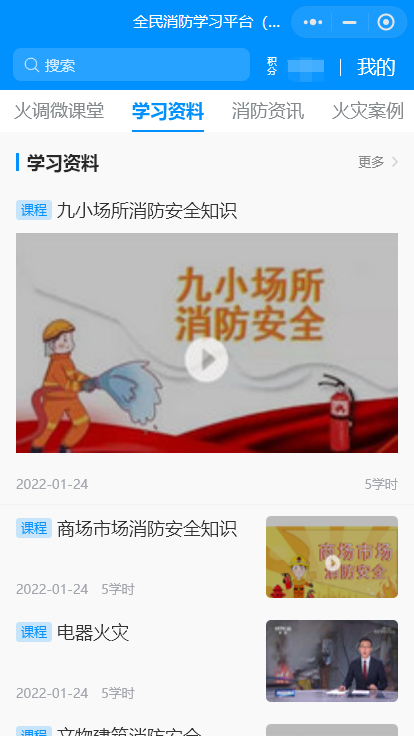 全民消防学习平台（...
搜索
积分
我的
火调微课堂 学习资料 消防资讯 火灾案例
学习资料 更多
课程 九小场所消防安全知识
九小场所
消防安全
2022-01-24 5学时
课程 商场市场消防安全知识
商场市场
消防安全
2022-01-24 5学时
课程 电器火灾
2022-01-24 5学时
课程 文物建筑消防安全